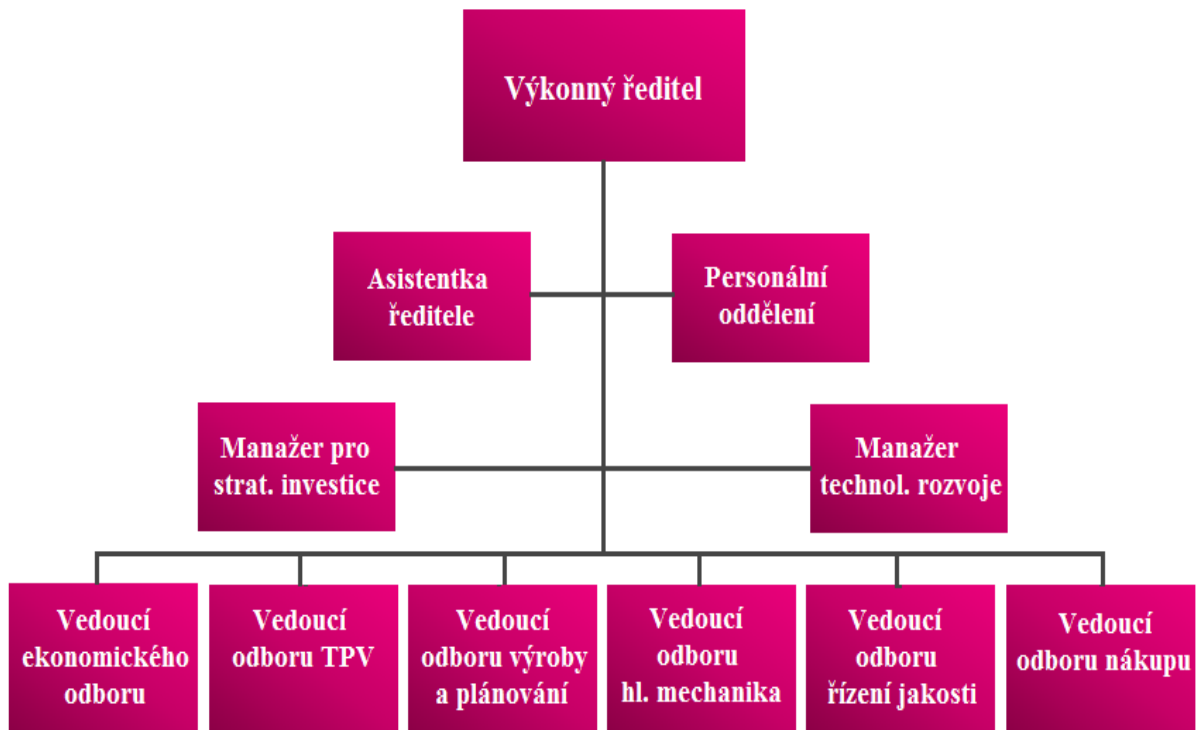 Výkonný ředitel
Asistentka
ředitele
Personální
oddělení
Manažer pro
strat. investice
Manažer
technol. rozvoje
Vedoucí
ekonomického
odboru
Vedoucí
odboru TPV
Vedoucí
odboru výroby
a plánování
Vedoucí
odboru
hl. mechanika
Vedoucí
odboru
řízení jakosti
Vedoucí
odboru nákupu